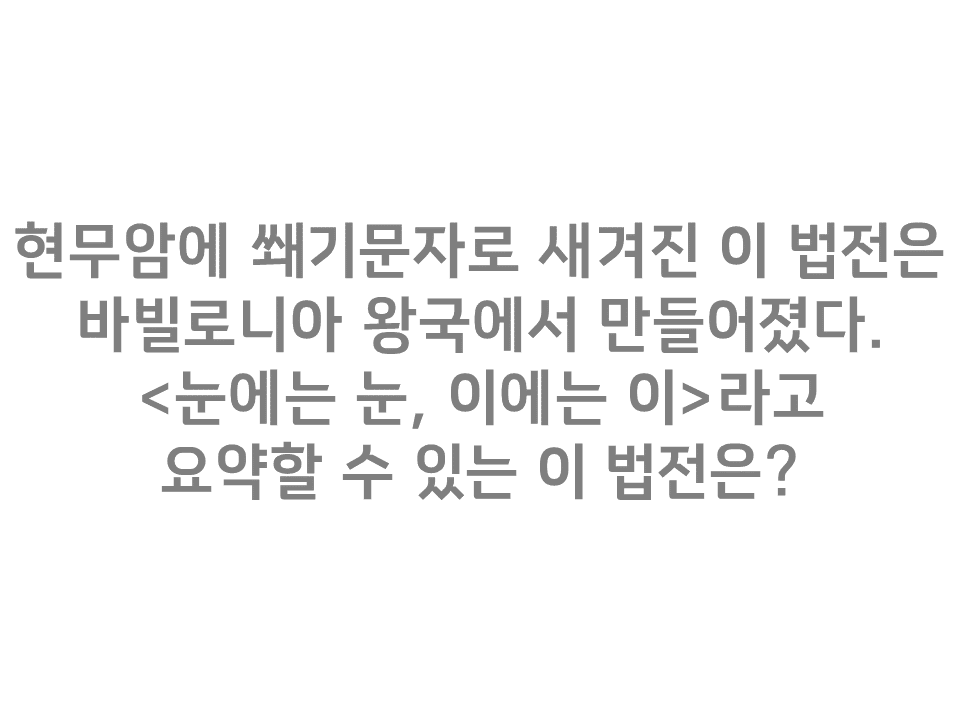 현무암에 쐐기문자로 새겨진 이 법전은
바빌로니아 왕국에서 만들어졌다.
<눈에는 눈, 이에는 이>라고
요약할 수 있는 이 법전은?